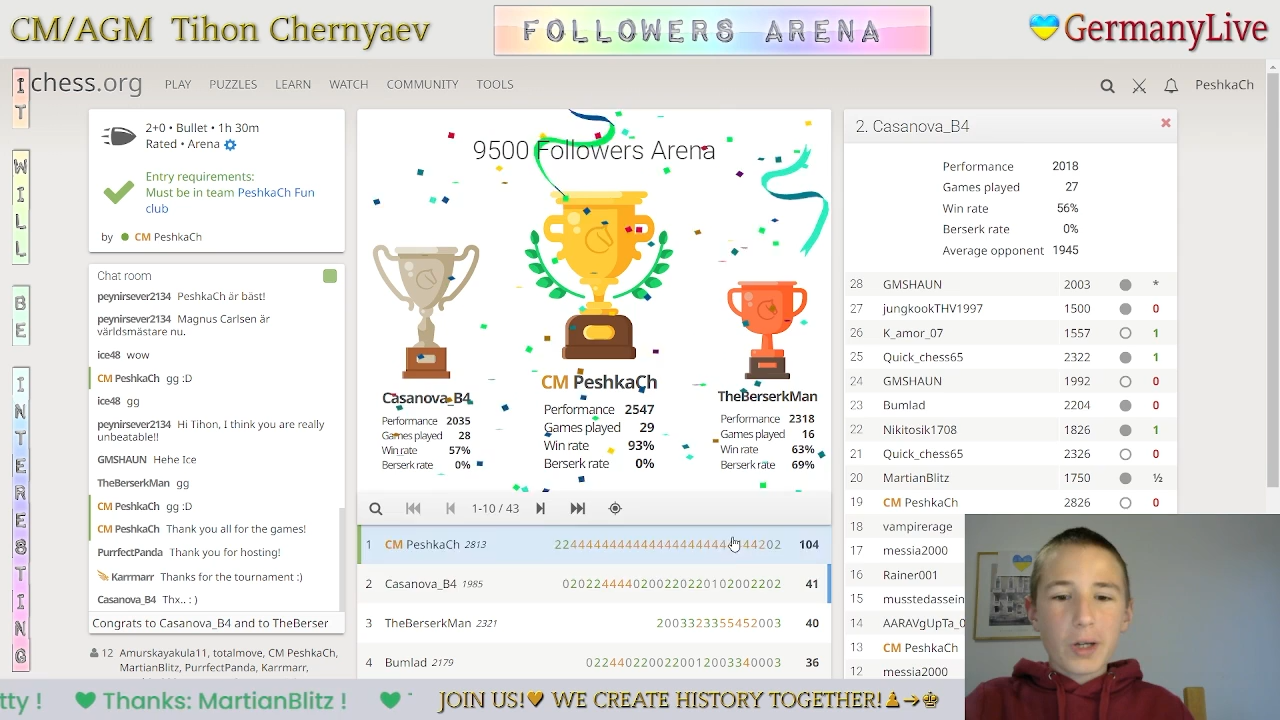 CM/AGM Tihon Chernyaev
FOLLOWERS ARENA
GermanyLive
IT WILL BE INTERESTING
chess.org
PLAY PUZZLES LEARN WATCH COMMUNITY TOOLS
PeshkaCh
2+0 • Bullet • 1h 30m
Rated • Arena
Entry requirements:
Must be in team PeshkaCh Fun
club
by CM PeshkaCh
Chat room
peynirsever2134 PeshkaCh är bäst!
peynirsever2134 Magnus Carlsen är
världsmästare nu.
ice48 wow
CM PeshkaCh gg :D
ice48 gg
peynirsever2134 Hi Tihon, I think you are really
unbeatable!!
GMSHAUN Hehe Ice
TheBerserkMan gg
CM PeshkaCh gg :D
CM PeshkaCh Thank you all for the games!
PurrfectPanda Thank you for hosting!
Karrmarr Thanks for the tournament :)
Casanova_B4 Thx.. : )
Congrats to Casanova_B4 and to TheBerser
12 Amurskayakula11, totalmove, CM PeshkaCh,
MartianBlitz, PurrfectPanda, Karrmarr,
9500 Followers Arena
Casanova_B4
Performance 2035
Games played 28
Win rate 57%
Berserk rate 0%
CM PeshkaCh
Performance 2547
Games played 29
Win rate 93%
Berserk rate 0%
TheBerserkMan
Performance 2318
Games played 16
Win rate 63%
Berserk rate 69%
1-10 / 43
1 CM PeshkaCh 2813 104
2 Casanova_B4 1985 0202244440200220220102002202 41
3 TheBerserkMan 2321 2003323355452003 40
4 Bumlad 2179 0224402200220012003340003 36
2. Casanova_B4
Performance 2018
Games played 27
Win rate 56%
Berserk rate 0%
Average opponent 1945
28 GMSHAUN 2003 *
27 jungkookTHV1997 1500 0
26 K_amor_07 1557 1
25 Quick_chess65 2322 1
24 GMSHAUN 1992 0
23 Bumlad 2204 0
22 Nikitosik1708 1826 1
21 Quick_chess65 2326 0
20 MartianBlitz 1750 ½
19 CM PeshkaCh 2826 0
18 vampirerage
17 messia2000
16 Rainer001
15 musstedassein
14 AARAVgUpTa_0
13 CM PeshkaCh
12 messia2000
tty !
Thanks: MartianBlitz !
JOIN US! WE CREATE HISTORY TOGETHER!